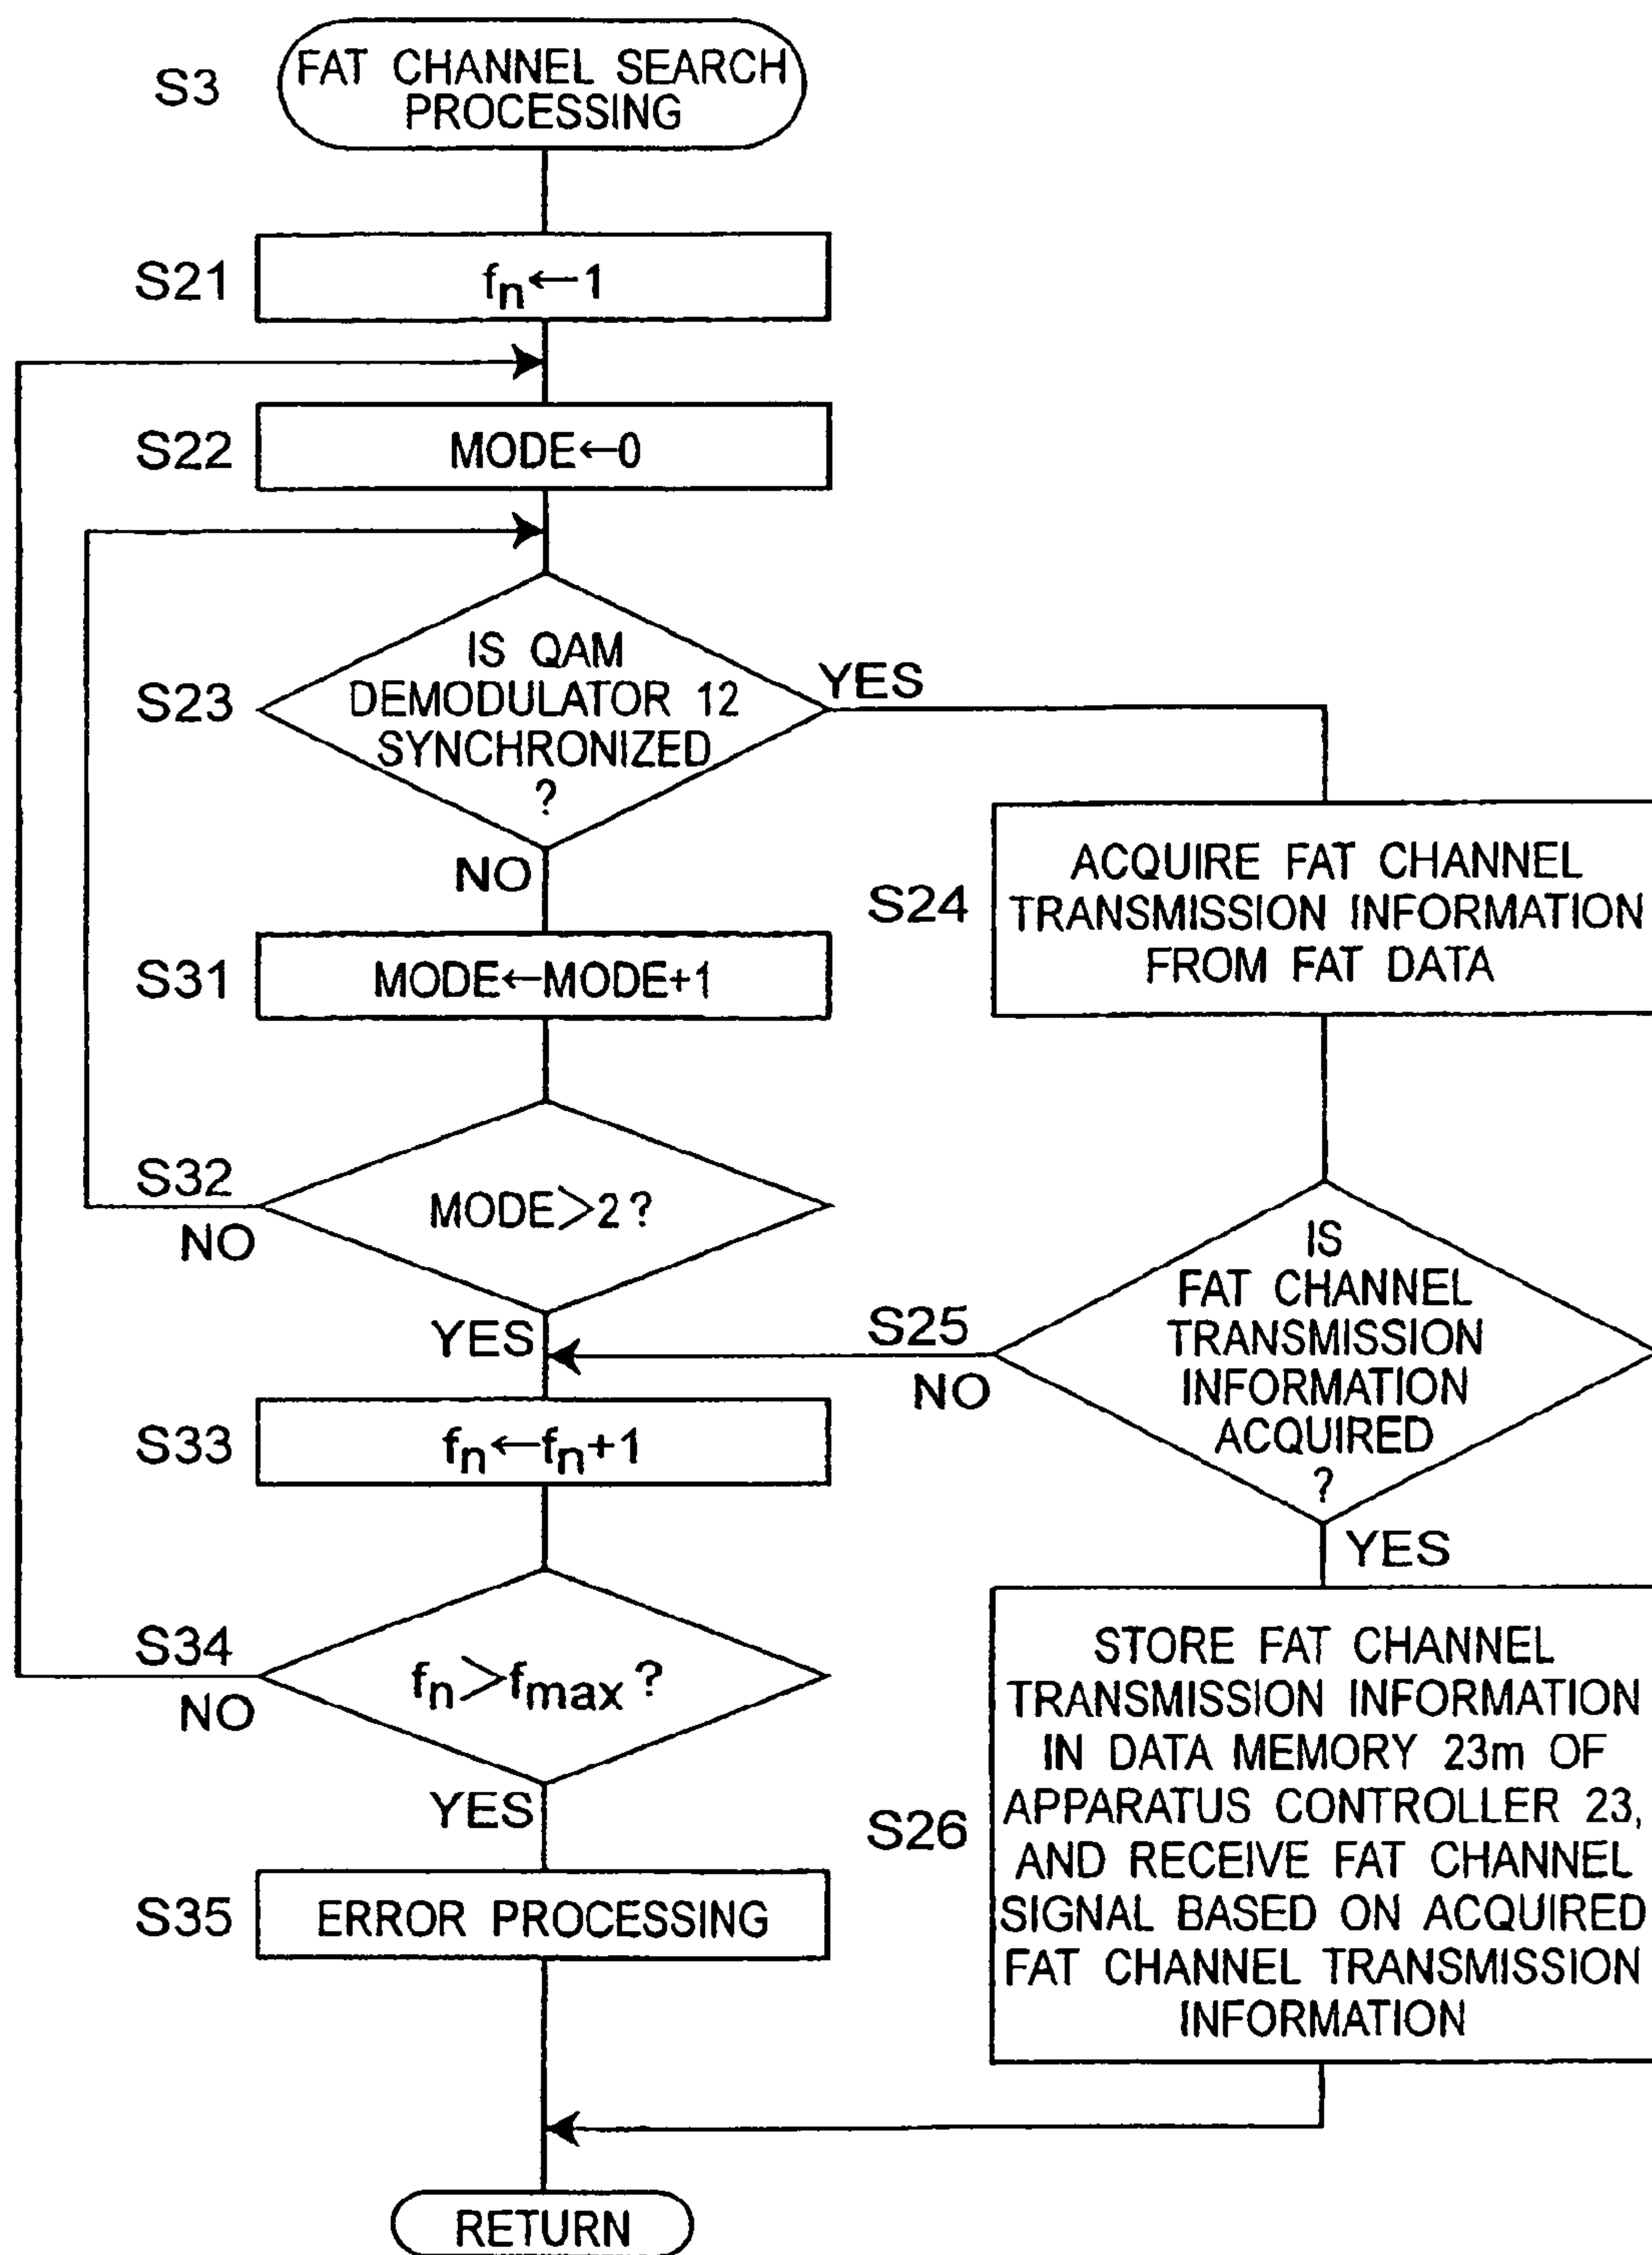 S3
FAT CHANNEL SEARCH
PROCESSING
S21
fn←1
S22
MODE←0
S23
IS QAM
DEMODULATOR 12
SYNCHRONIZED
?
YES
NO
S24
ACQUIRE FAT CHANNEL
TRANSMISSION INFORMATION
FROM FAT DATA
S31
MODE←MODE+1
S32
NO
MODE>2?
YES
S25
NO
IS
FAT CHANNEL
TRANSMISSION
INFORMATION
ACQUIRED
?
YES
S33
fn←fn+1
S34
NO
fn>fmax?
YES
S26
STORE FAT CHANNEL
TRANSMISSION INFORMATION
IN DATA MEMORY 23m OF
APPARATUS CONTROLLER 23,
AND RECEIVE FAT CHANNEL
SIGNAL BASED ON ACQUIRED
FAT CHANNEL TRANSMISSION
INFORMATION
S35
ERROR PROCESSING
RETURN